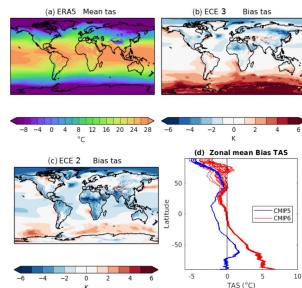 (a) ERA5 Mean tas
(b) ECE 3 Bias tas
−8 −4 0 4 8 12 16 20 24 28
°C
−6 −4 −2 0 2 4 6
K
(c) ECE 2 Bias tas
−6 −4 −2 0 2 4 6
K
(d) Zonal mean Bias TAS
CMIP5
CMIP6
Latitude
50
0
-50
-5 0 5 10
TAS (°C)